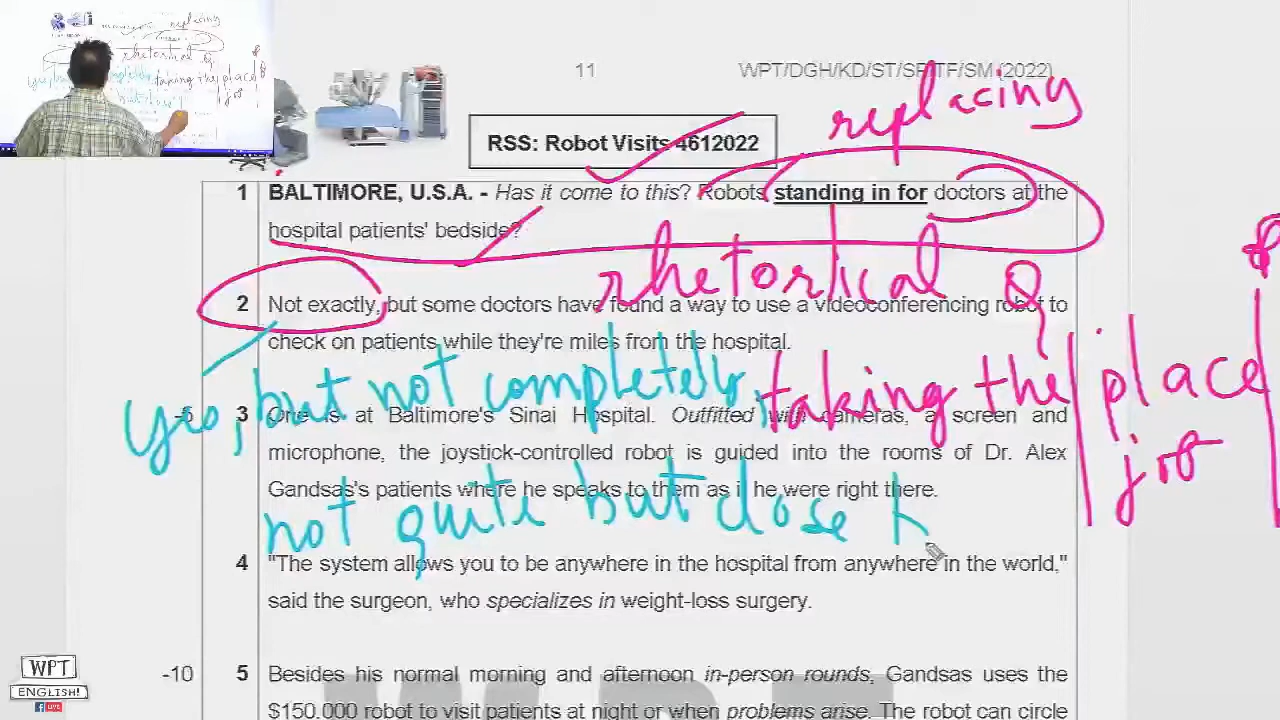 11 WPT/DGH/KD/ST/SF/TF/SM (2022)
replacing
RSS: Robot Visits 4612022
1 BALTIMORE, U.S.A. - Has it come to this? Robots standing in for doctors at the
hospital patients' bedside?
rhetortical Q
2 Not exactly, but some doctors have found a way to use a videoconferencing robot to
check on patients while they're miles from the hospital.
yes, but not completely, taking the place
job
-5 3 One is at Baltimore's Sinai Hospital. Outfitted with cameras, a screen and
microphone, the joystick-controlled robot is guided into the rooms of Dr. Alex
Gandsas's patients where he speaks to them as if he were right there.
not quite but close
4 "The system allows you to be anywhere in the hospital from anywhere in the world,"
said the surgeon, who specializes in weight-loss surgery.
-10 5 Besides his normal morning and afternoon in-person rounds, Gandsas uses the
$150.000 robot to visit patients at night or when problems arise. The robot can circle
WPT
ENGLISH!
LIVE